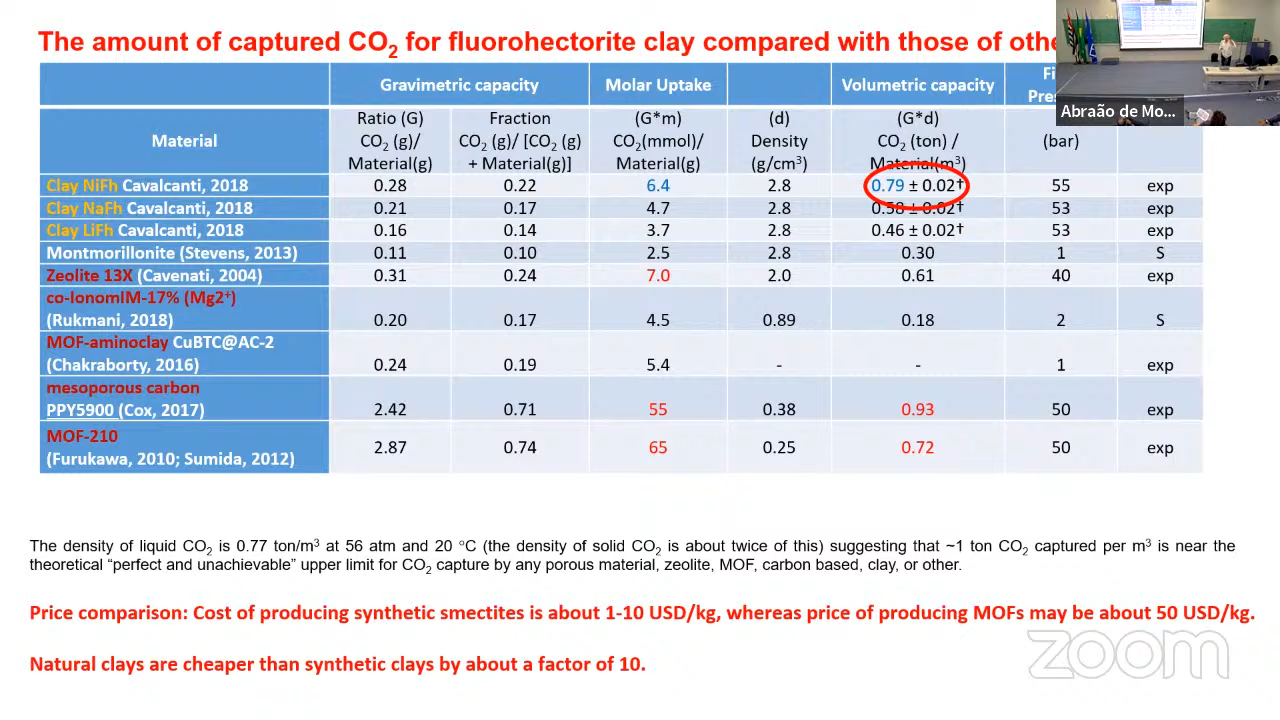 The amount of captured CO₂ for fluorohectorite clay compared with those of othe
Gravimetric capacity Molar Uptake Volumetric capacity Fi
Pres
Abraão de Mo...
Material Ratio (G) CO₂ (g)/ Material(g) Fraction CO₂ (g)/ [CO₂ (g) + Material(g)] (G*m) CO₂(mmol)/ Material(g) (d) Density (g/cm³) (G*d) CO₂ (ton) / Material(m³) (bar)
Clay NiFh Cavalcanti, 2018 0.28 0.22 6.4 2.8 0.79 ± 0.02† 55 exp
Clay NaFh Cavalcanti, 2018 0.21 0.17 4.7 2.8 0.58 ± 0.02† 53 exp
Clay LiFh Cavalcanti, 2018 0.16 0.14 3.7 2.8 0.46 ± 0.02† 53 exp
Montmorillonite (Stevens, 2013) 0.11 0.10 2.5 2.8 0.30 1 S
Zeolite 13X (Cavenati, 2004) 0.31 0.24 7.0 2.0 0.61 40 exp
co-IonomIM-17% (Mg2⁺)
(Rukmani, 2018) 0.20 0.17 4.5 0.89 0.18 2 S
MOF-aminoclay CuBTC@AC-2
(Chakraborty, 2016) 0.24 0.19 5.4 - - 1 exp
mesoporous carbon
PPY5900 (Cox, 2017) 2.42 0.71 55 0.38 0.93 50 exp
MOF-210
(Furukawa, 2010; Sumida, 2012) 2.87 0.74 65 0.25 0.72 50 exp
The density of liquid CO₂ is 0.77 ton/m³ at 56 atm and 20 °C (the density of solid CO₂ is about twice of this) suggesting that ~1 ton CO₂ captured per m³ is near the
theoretical “perfect and unachievable” upper limit for CO₂ capture by any porous material, zeolite, MOF, carbon based, clay, or other.
Price comparison: Cost of producing synthetic smectites is about 1-10 USD/kg, whereas price of producing MOFs may be about 50 USD/kg.
Natural clays are cheaper than synthetic clays by about a factor of 10.
zoom